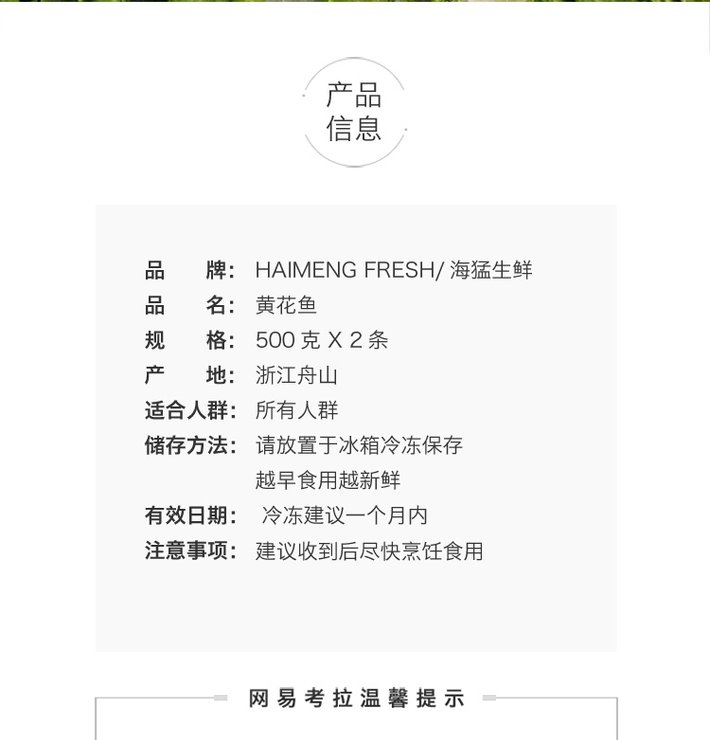 产品
信息
品 牌： HAIMENG FRESH/ 海猛生鲜
品 名： 黄花鱼
规 格： 500 克 X 2 条
产 地： 浙江舟山
适合人群： 所有人群
储存方法： 请放置于冰箱冷冻保存
越早食用越新鲜
有效日期： 冷冻建议一个月内
注意事项： 建议收到后尽快烹饪食用
网易考拉温馨提示